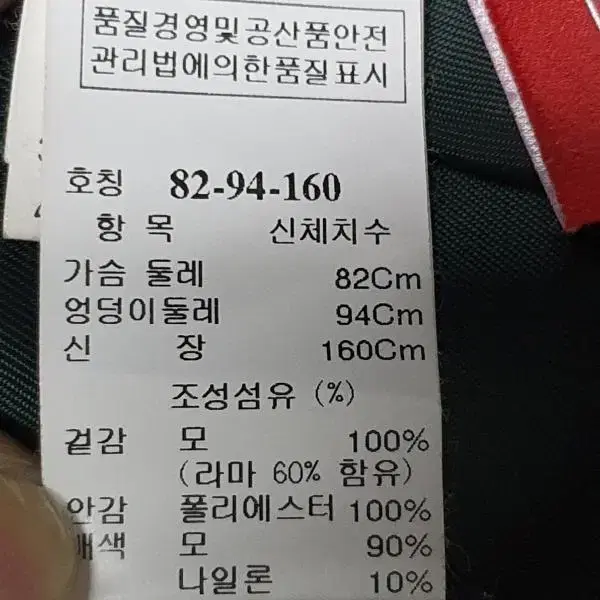 품질경영및공산품안전
관리법에의한품질표시
호칭 82-94-160
항 목 신체치수
가슴 둘레 82Cm
엉덩이둘레 94Cm
신 장 160Cm
조성섬유 (%)
겉감 모 100%
(라마 60% 함유)
안감 폴리에스터 100%
배색 모 90%
나일론 10%